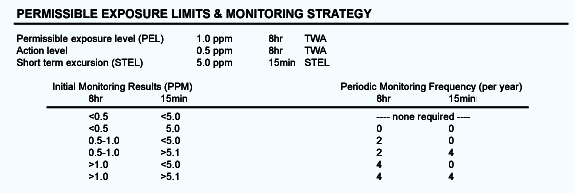 PERMISSIBLE EXPOSURE LIMITS & MONITORING STRATEGY
Permissible exposure level (PEL) 1.0 ppm 8hr TWA
Action level 0.5 ppm 8hr TWA
Short term excursion (STEL) 5.0 ppm 15min STEL
Initial Monitoring Results (PPM) Periodic Monitoring Frequency (per year)
8hr 15min 8hr 15min
<0.5 <5.0 ---- none required ----
<0.5 5.0 0 0
0.5-1.0 <5.0 2 0
0.5-1.0 >5.1 2 4
>1.0 <5.0 4 0
>1.0 >5.1 4 4